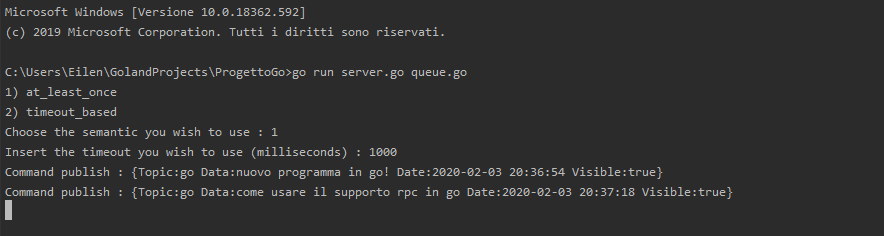 Microsoft Windows [Versione 10.0.18362.592]
(c) 2019 Microsoft Corporation. Tutti i diritti sono riservati.
C:\Users\Eilen\GolandProjects\ProgettoGo>go run server.go queue.go
1) at_least_once
2) timeout_based
Choose the semantic you wish to use : 1
Insert the timeout you wish to use (milliseconds) : 1000
Command publish : {Topic:go Data:nuovo programma in go! Date:2020-02-03 20:36:54 Visible:true}
Command publish : {Topic:go Data:come usare il supporto rpc in go Date:2020-02-03 20:37:18 Visible:true}